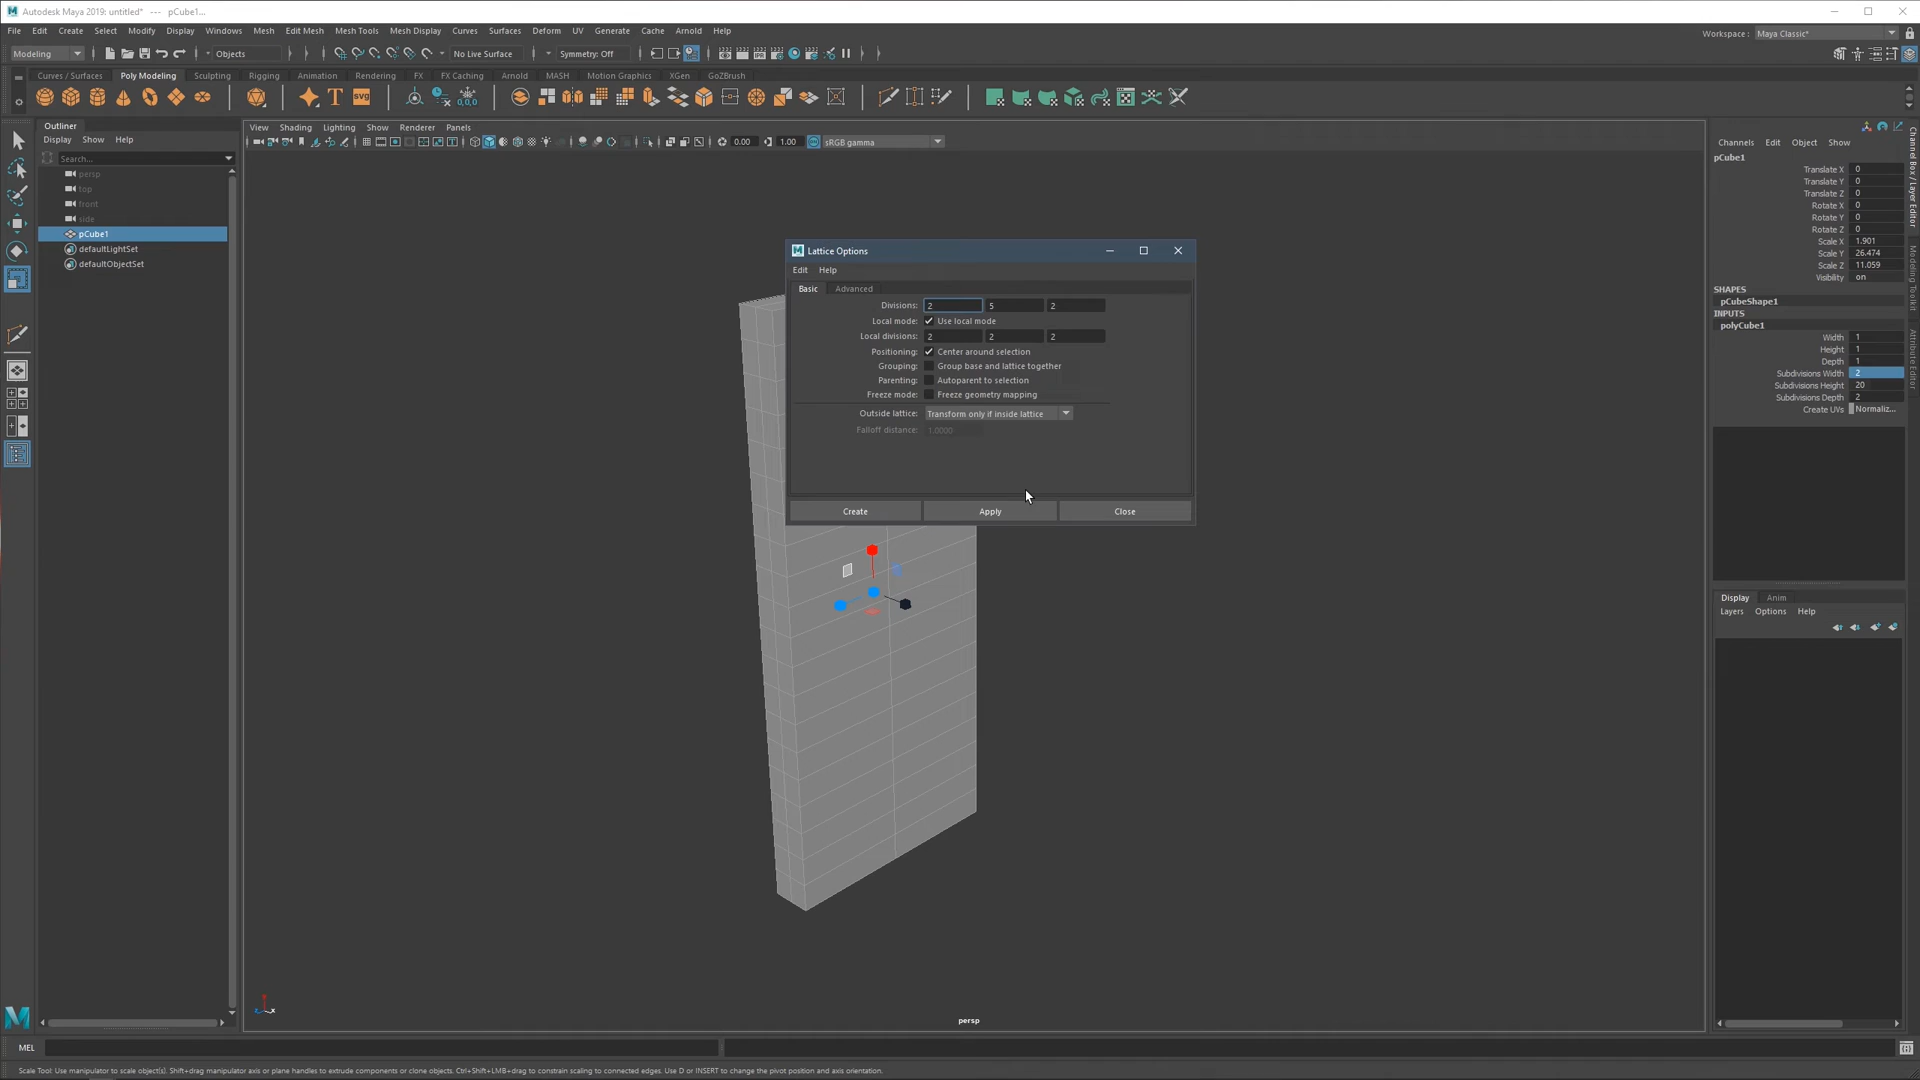 Autodesk Maya 2019: untitled*   ---   pCube1...
File Edit Create Select Modify Display Windows Mesh Edit Mesh Mesh Tools Mesh Display Curves Surfaces Deform UV Generate Cache Arnold Help
Workspace : Maya Classic*
Modeling Objects No Live Surface Symmetry: Off
Curves / Surfaces Poly Modeling Sculpting Rigging Animation Rendering FX FX Caching Arnold MASH Motion Graphics XGen GoZBrush
T SVG 0,0,0
Outliner
Display Show Help
Search...
persp
top
front
side
pCube1
defaultLightSet
defaultObjectSet
View Shading Lighting Show Renderer Panels
0.00 1.00 sRGB gamma
Lattice Options
Edit Help
Basic Advanced
Divisions: 2 5 2
Local mode: Use local mode
Local divisions: 2 2 2
Positioning: Center around selection
Grouping: Group base and lattice together
Parenting: Autoparent to selection
Freeze mode: Freeze geometry mapping
Outside lattice: Transform only if inside lattice
Falloff distance: 1.0000
Create Apply Close
x
persp
Channels Edit Object Show
pCube1
Translate X 0
Translate Y 0
Translate Z 0
Rotate X 0
Rotate Y 0
Rotate Z 0
Scale X 1.901
Scale Y 26.474
Scale Z 11.059
Visibility on
SHAPES
pCubeShape1
INPUTS
polyCube1
Width 1
Height 1
Depth 1
Subdivisions Width 2
Subdivisions Height 20
Subdivisions Depth 2
Create UVs Normaliz...
Channel Box / Layer Editor
Modeling Toolkit
Attribute Editor
Display Anim
Layers Options Help
MEL
Scale Tool: Use manipulator to scale object(s). Shift+drag manipulator axis or plane handles to extrude components or clone objects. Ctrl+Shift+LMB+drag to constrain scaling to connected edges. Use D or INSERT to change the pivot position and axis orientation.